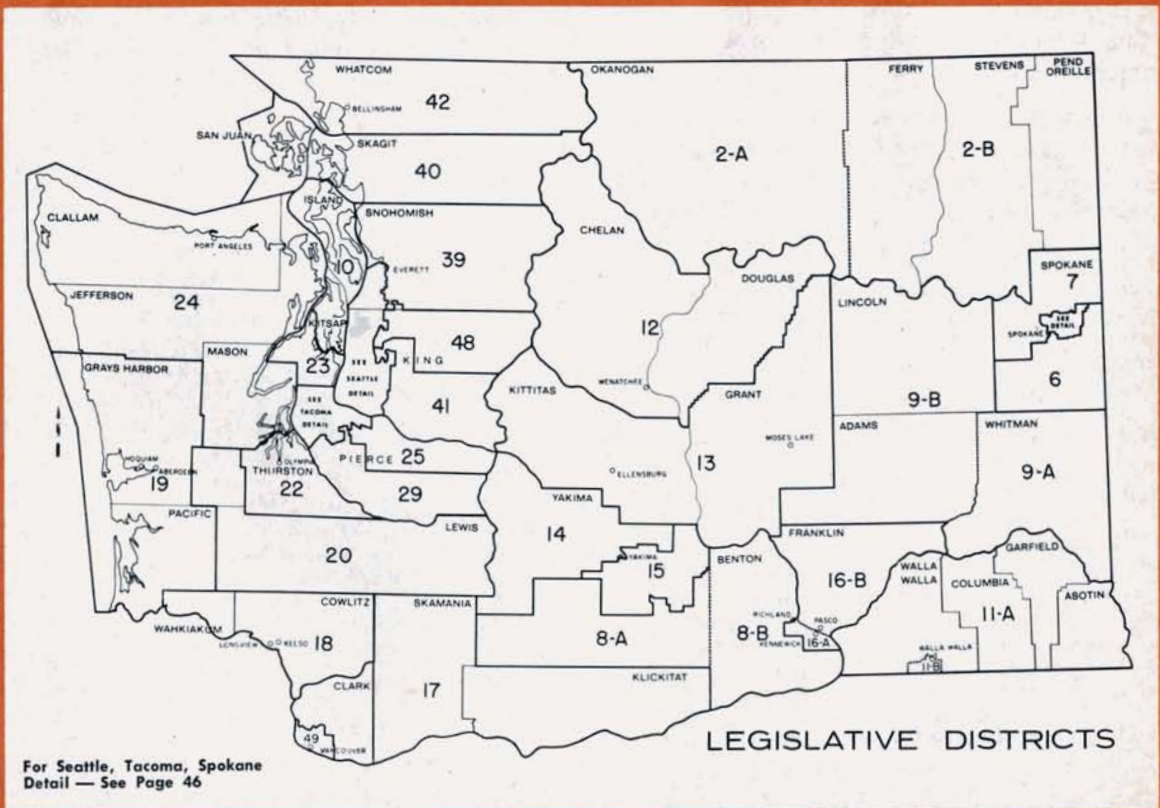 WHATCOM
OKANOGAN
FERRY
STEVENS
PEND
OREILLE
42
BELLINGHAM
SAN JUAN
SKAGIT
40
2-A
2-B
ISLAND
SNOHOMISH
CLALLAM
PORT ANGELES
CHELAN
10
39
EVERETT
SPOKANE
7
DOUGLAS
JEFFERSON
24
LINCOLN
KITSAP
12
SPOKANE
SEE
DETAIL
MASON
23
48
KING
SEE
SEATTLE
DETAIL
GRAYS HARBOR
KITTITAS
WENATCHEE
6
SEE
TACOMA
DETAIL
41
GRANT
9-B
ADAMS
WHITMAN
MOSES LAKE
PIERCE
25
HOQUIAM
ABERDEEN
19
OLYMPIA
THURSTON
22
ELLENSBURG
13
9-A
29
YAKIMA
PACIFIC
LEWIS
14
FRANKLIN
20
YAKIMA
15
BENTON
GARFIELD
16-B
WALLA
WALLA
COLUMBIA
11-A
ASOTIN
COWLITZ
SKAMANIA
WAHKIAKUM
18
LONGVIEW
KELSO
8-A
8-B
RICHLAND
PASCO
KENNEWICK
16-A
WALLA WALLA
11-B
CLARK
17
KLICKITAT
49
VANCOUVER
LEGISLATIVE DISTRICTS
For Seattle, Tacoma, Spokane
Detail — See Page 46